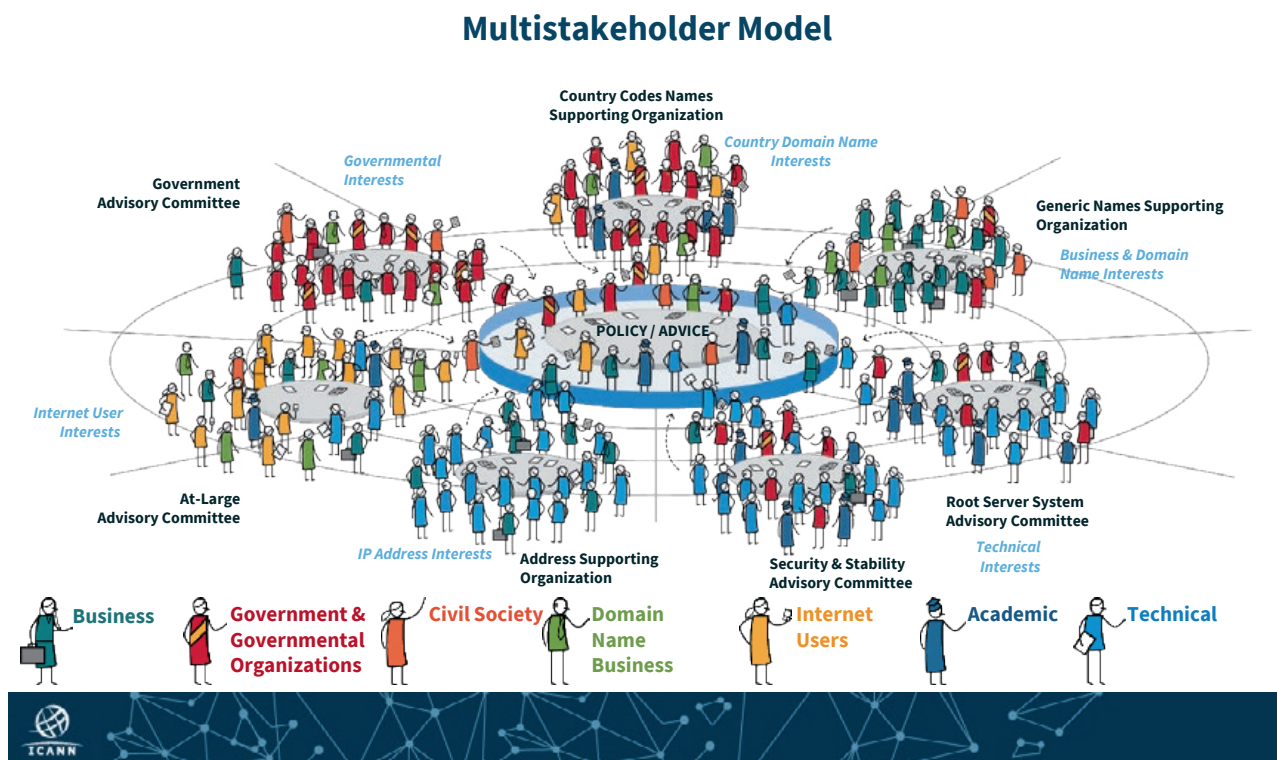 Multistakeholder Model
Country Codes Names
Supporting Organization
Country Domain Name
Interests
Governmental
Interests
Government
Advisory Committee
Generic Names Supporting
Organization
Business & Domain
Name Interests
POLICY / ADVICE
Internet User
Interests
At-Large
Advisory Committee
IP Address Interests
Address Supporting
Organization
Security & Stability
Advisory Committee
Root Server System
Advisory Committee
Technical
Interests
Business
Government &
Governmental
Organizations
Civil Society
Domain
Name
Business
Internet
Users
Academic
Technical
ICANN